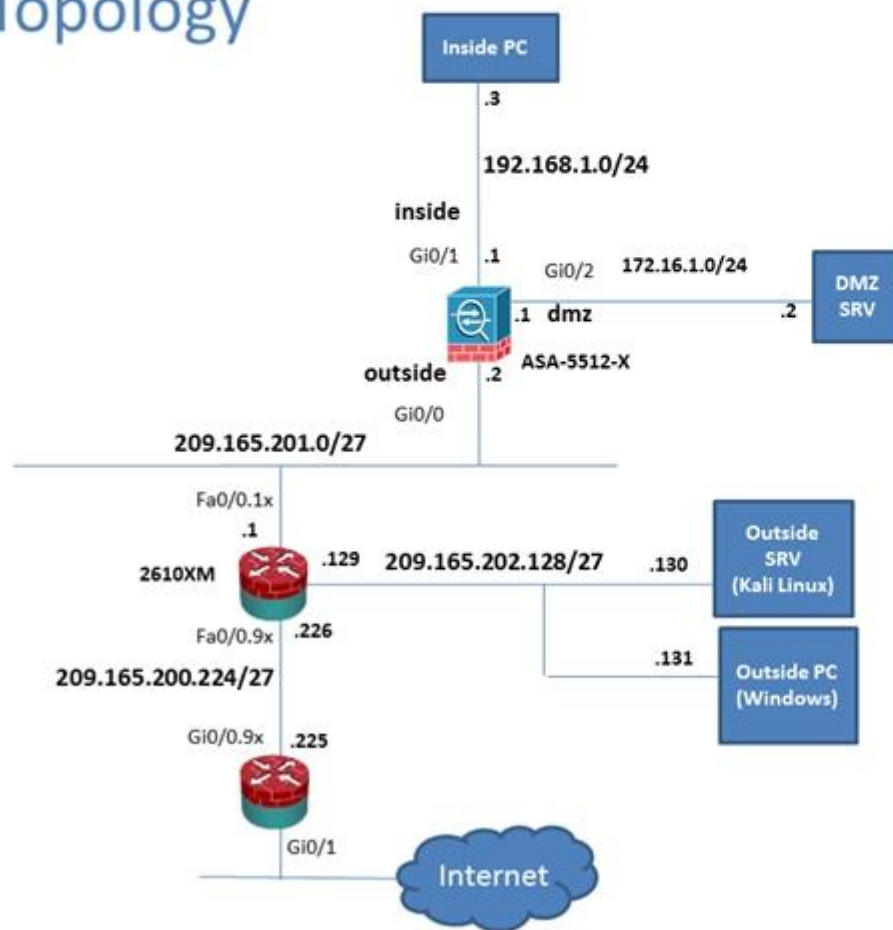 Topology
Inside PC
.3
192.168.1.0/24
inside
Gi0/1
.1
Gi0/2
172.16.1.0/24
DMZ
SRV
.1
dmz
.2
ASA-5512-X
outside
.2
Gi0/0
209.165.201.0/27
Fa0/0.1x
.1
2610XM
.129
209.165.202.128/27
.130
Outside
SRV
(Kali Linux)
Fa0/0.9x
.226
209.165.200.224/27
.131
Outside PC
(Windows)
Gi0/0.9x
.225
Gi0/1
Internet